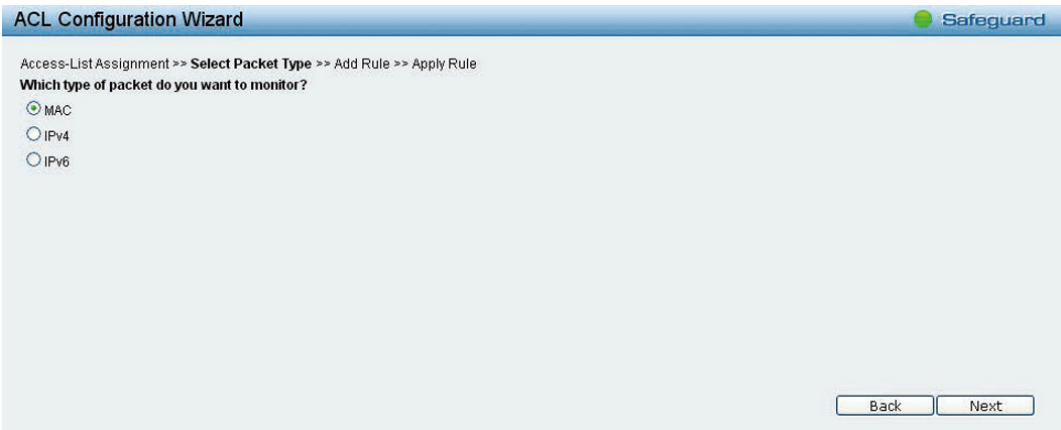 ACL Configuration Wizard
Safeguard
Access-List Assignment >> Select Packet Type >> Add Rule >> Apply Rule
Which type of packet do you want to monitor?
MAC
IPv4
IPv6
Back
Next